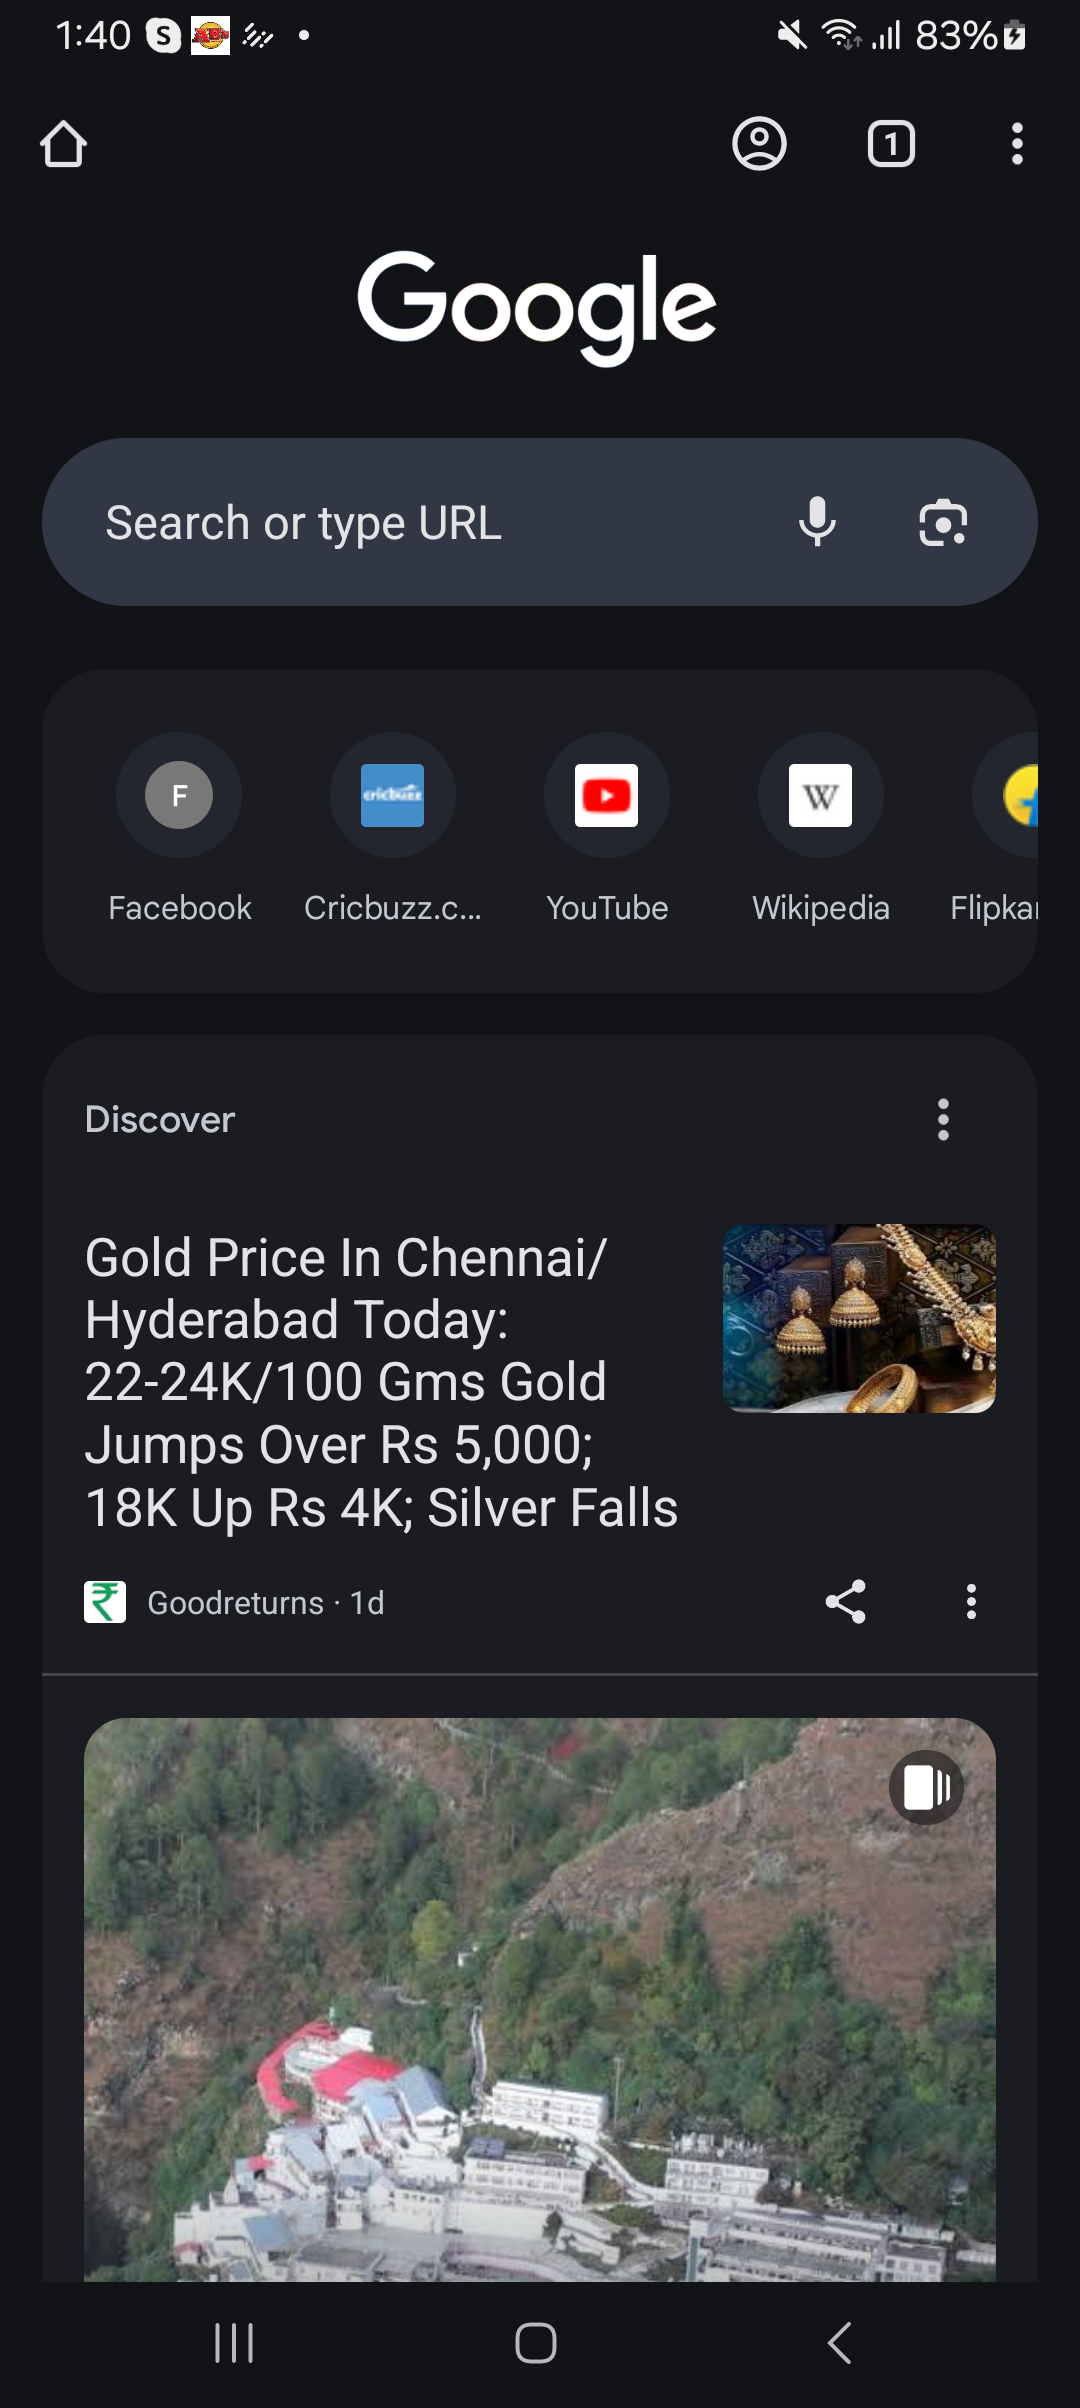 1:40 S 83%
1
Google
Search or type URL
F cricbuzz W
Facebook Cricbuzz.c... YouTube Wikipedia Flipka
Discover
Gold Price In Chennai/
Hyderabad Today:
22-24K/100 Gms Gold
Jumps Over Rs 5,000;
18K Up Rs 4K; Silver Falls
₹ Goodreturns · 1d